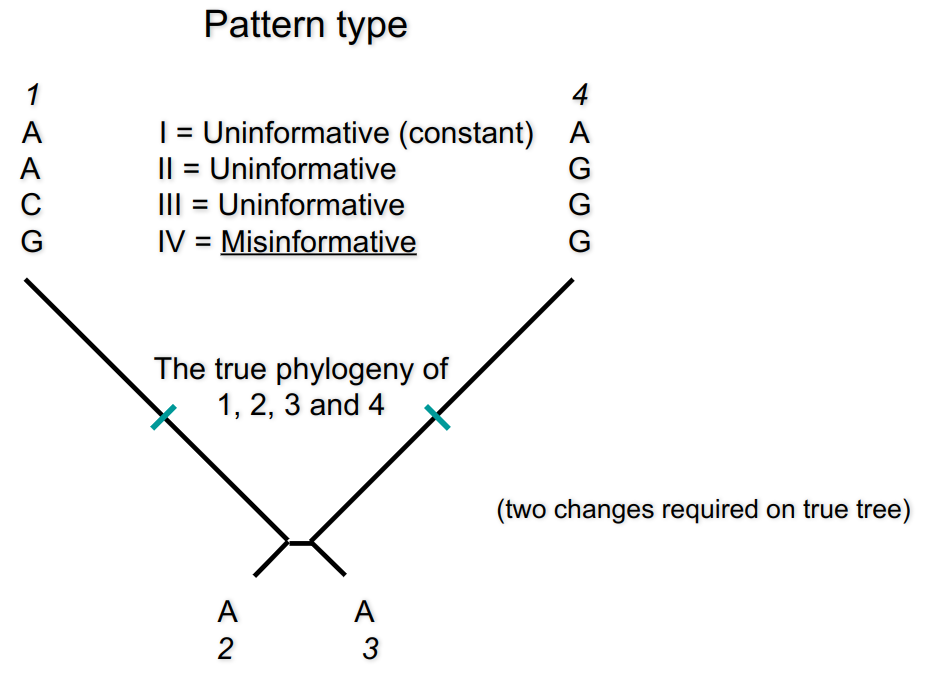 Pattern type
1 4
A I = Uninformative (constant) A
A II = Uninformative G
C III = Uninformative G
G IV = Misinformative G
The true phylogeny of
1, 2, 3 and 4
(two changes required on true tree)
A A
2 3